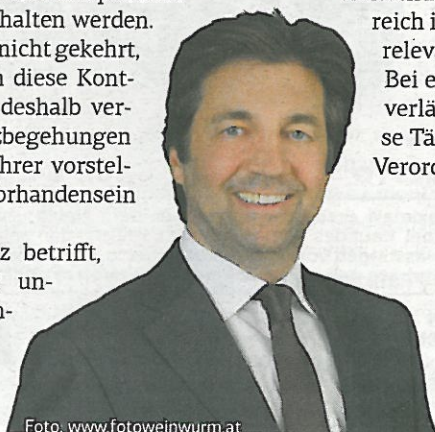 halten werden.
nicht gekehrt,
n diese Kont-
deshalb ver-
zbegehungen
hrer vorstel-
orhandensein
z betrifft,
un-
n-
reich i
relev
Bei e
verlä
se Tä
Verord
Foto. www.fotoweinwurm.at